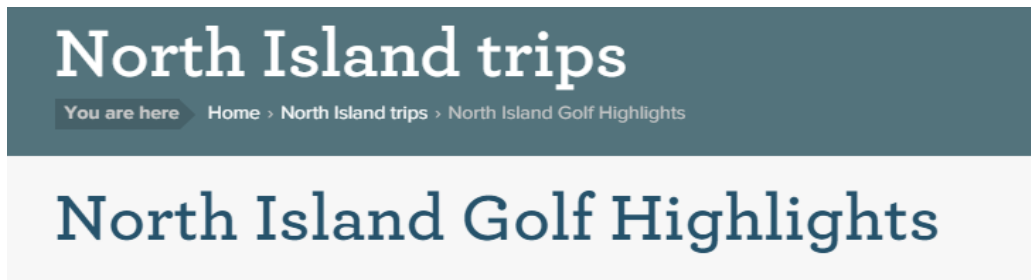 North Island trips
You are here Home › North Island trips › North Island Golf Highlights
North Island Golf Highlights